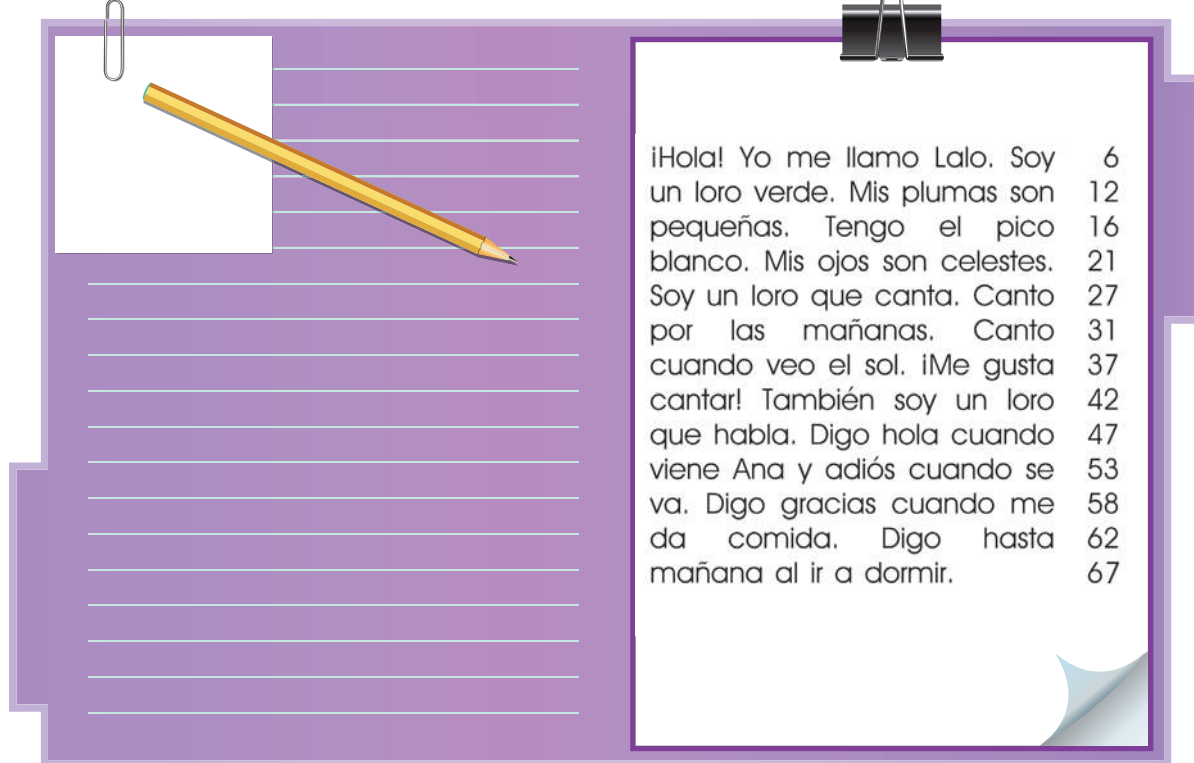 ¡Hola! Yo me llamo Lalo. Soy 6
un loro verde. Mis plumas son 12
pequeñas. Tengo el pico 16
blanco. Mis ojos son celestes. 21
Soy un loro que canta. Canto 27
por las mañanas. Canto 31
cuando veo el sol. ¡Me gusta 37
cantar! También soy un loro 42
que habla. Digo hola cuando 47
viene Ana y adiós cuando se 53
va. Digo gracias cuando me 58
da comida. Digo hasta 62
mañana al ir a dormir. 67